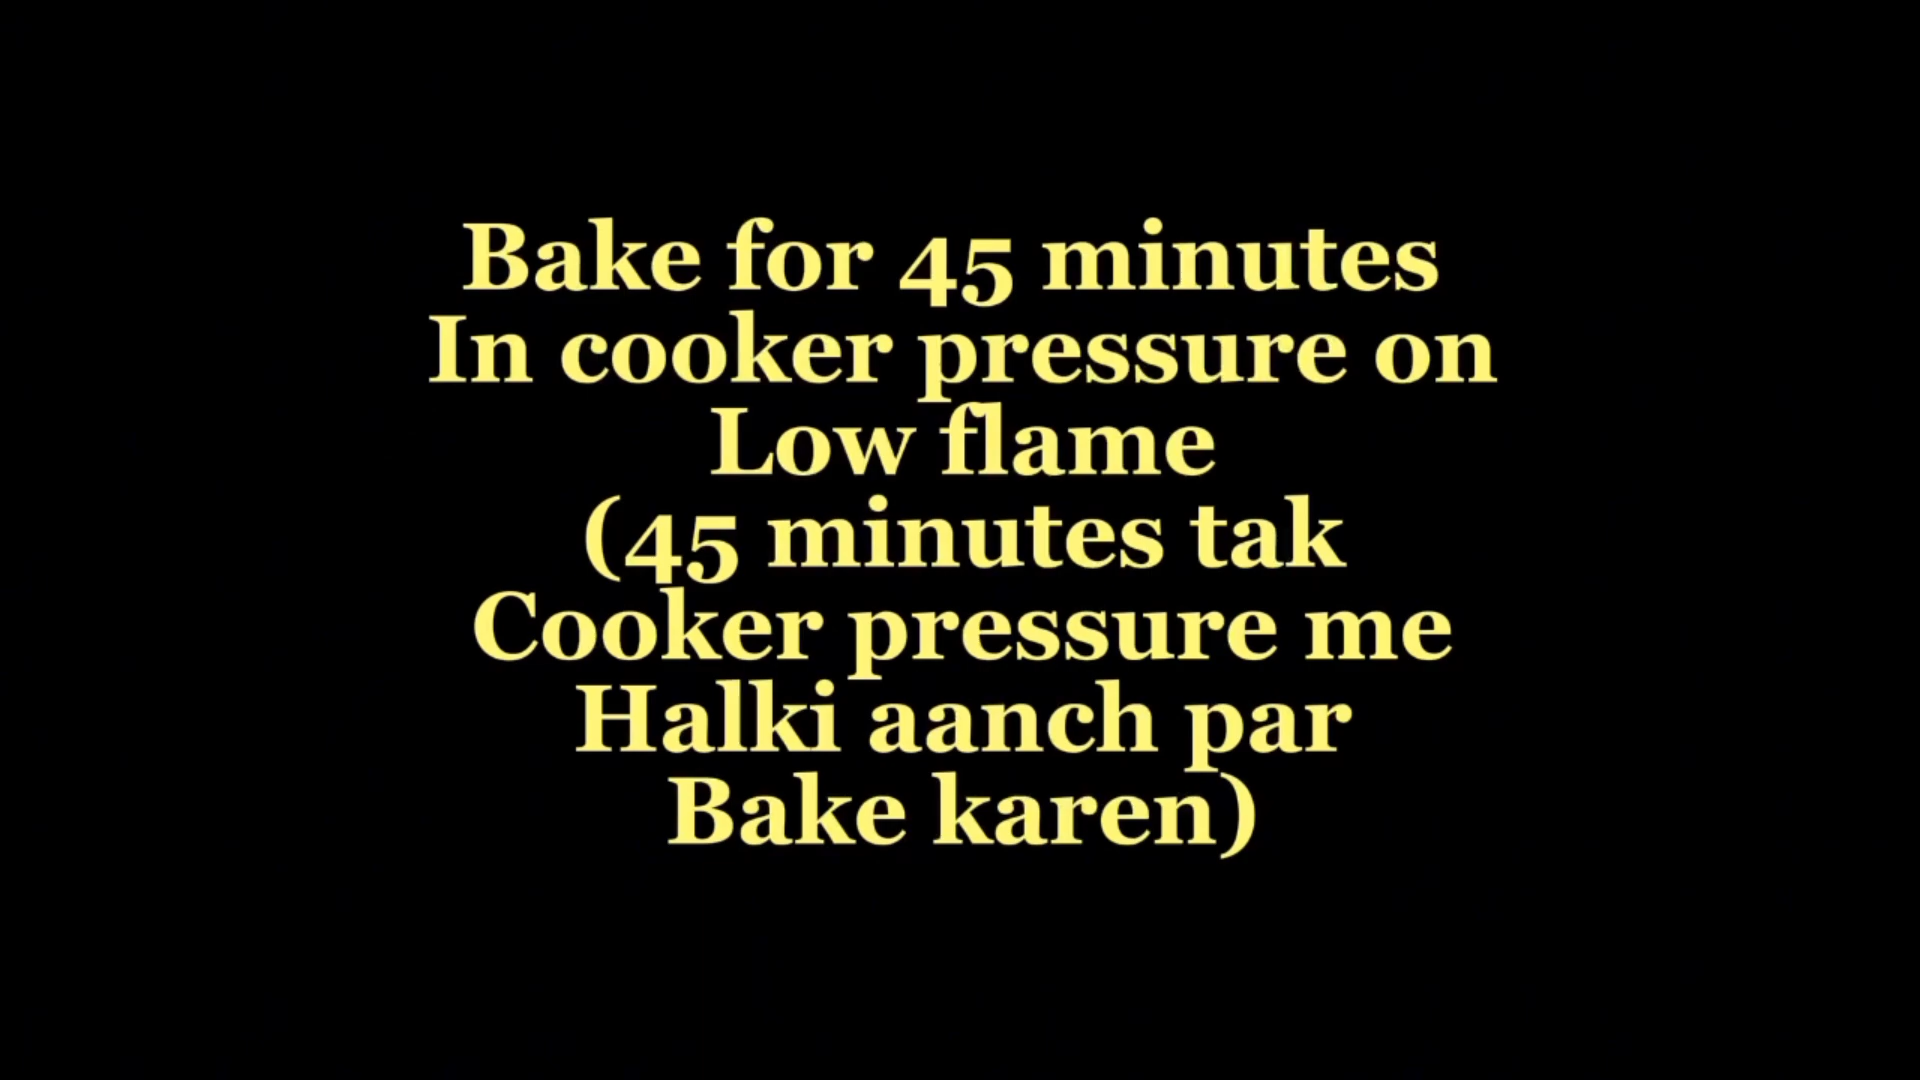 Bake for 45 minutes
In cooker pressure on
Low flame
(45 minutes tak
Cooker pressure me
Halki aanch par
Bake karen)